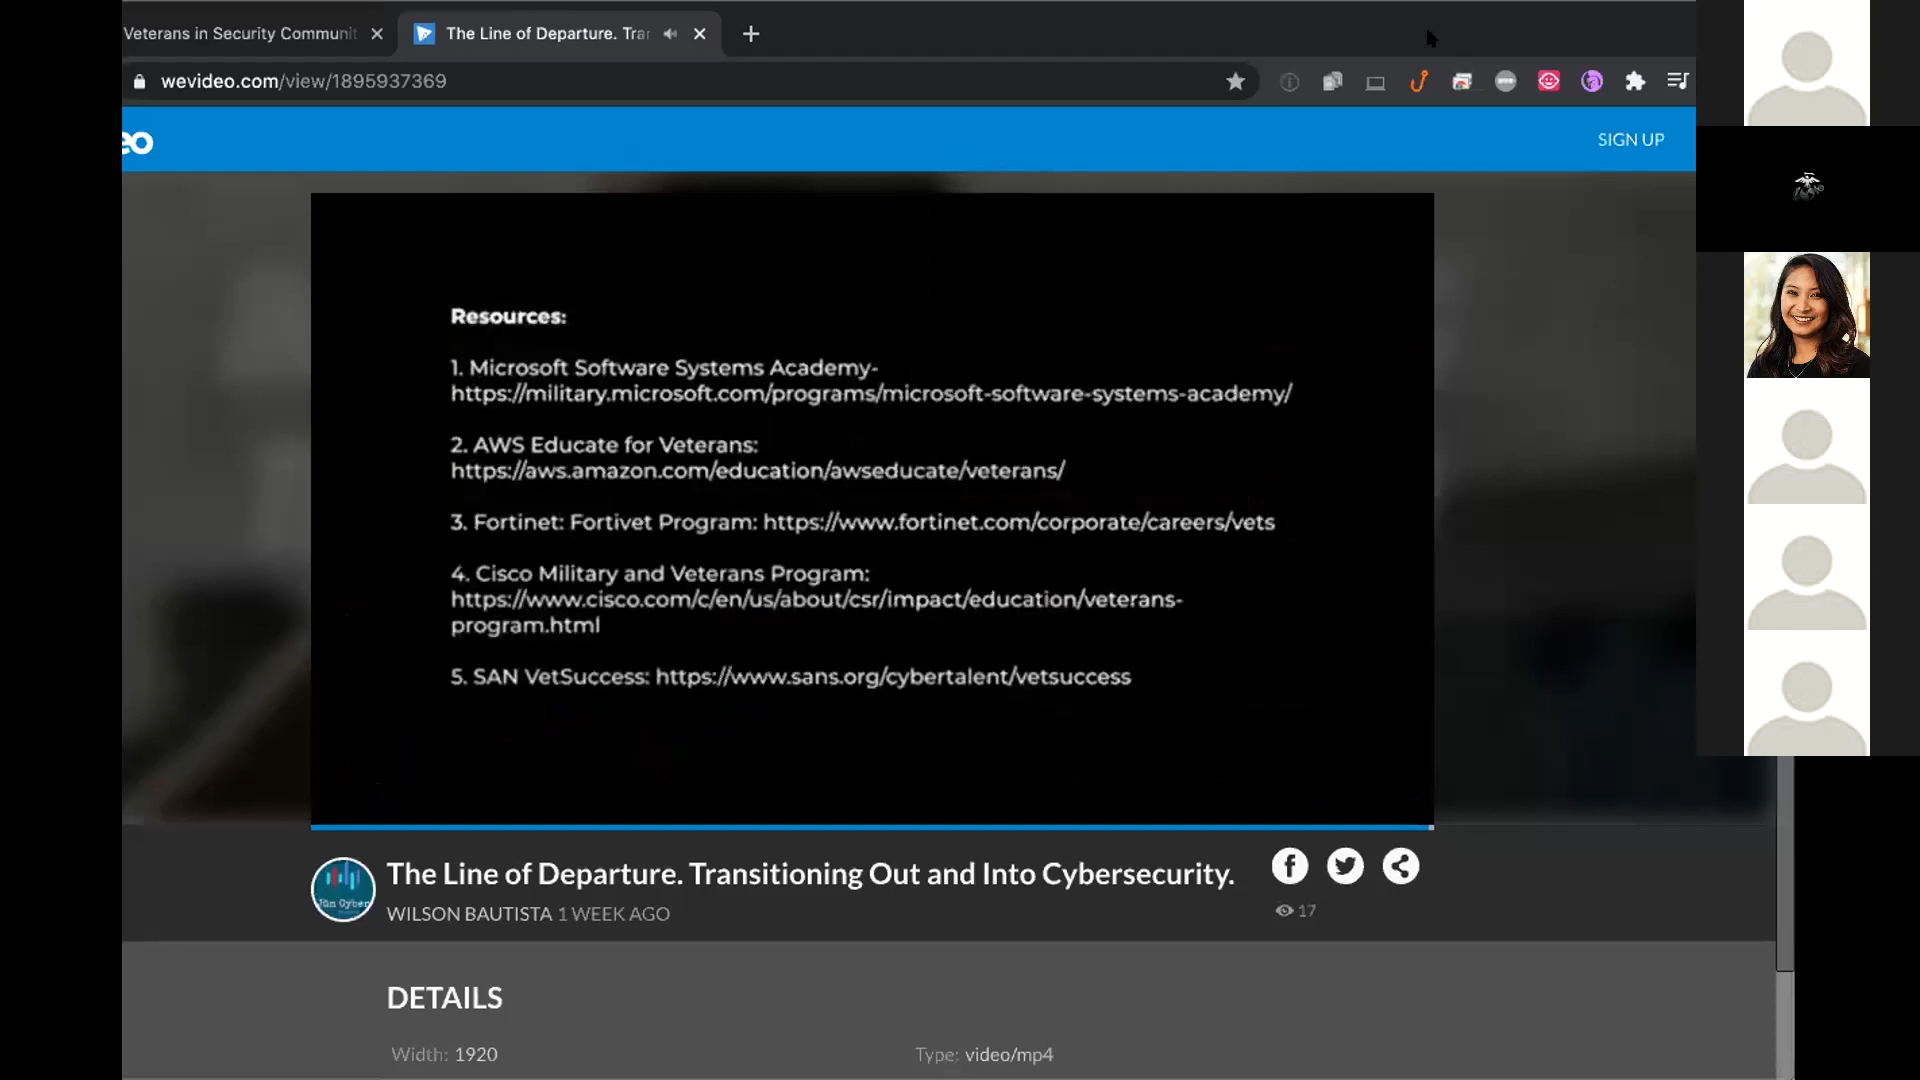 Veterans in Security Communit
The Line of Departure. Tra
wevideo.com/view/1895937369
eo
SIGN UP
Resources:
1. Microsoft Software Systems Academy-
https://military.microsoft.com/programs/microsoft-software-systems-academy/
2. AWS Educate for Veterans:
https://aws.amazon.com/education/awseducate/veterans/
3. Fortinet: Fortivet Program: https://www.fortinet.com/corporate/careers/vets
4. Cisco Military and Veterans Program:
https://www.cisco.com/c/en/us/about/csr/impact/education/veterans-
program.html
5. SAN VetSuccess: https://www.sans.org/cybertalent/vetsuccess
Jün Cyber
The Line of Departure. Transitioning Out and Into Cybersecurity.
WILSON BAUTISTA 1 WEEK AGO
17
DETAILS
Width: 1920
Type: video/mp4